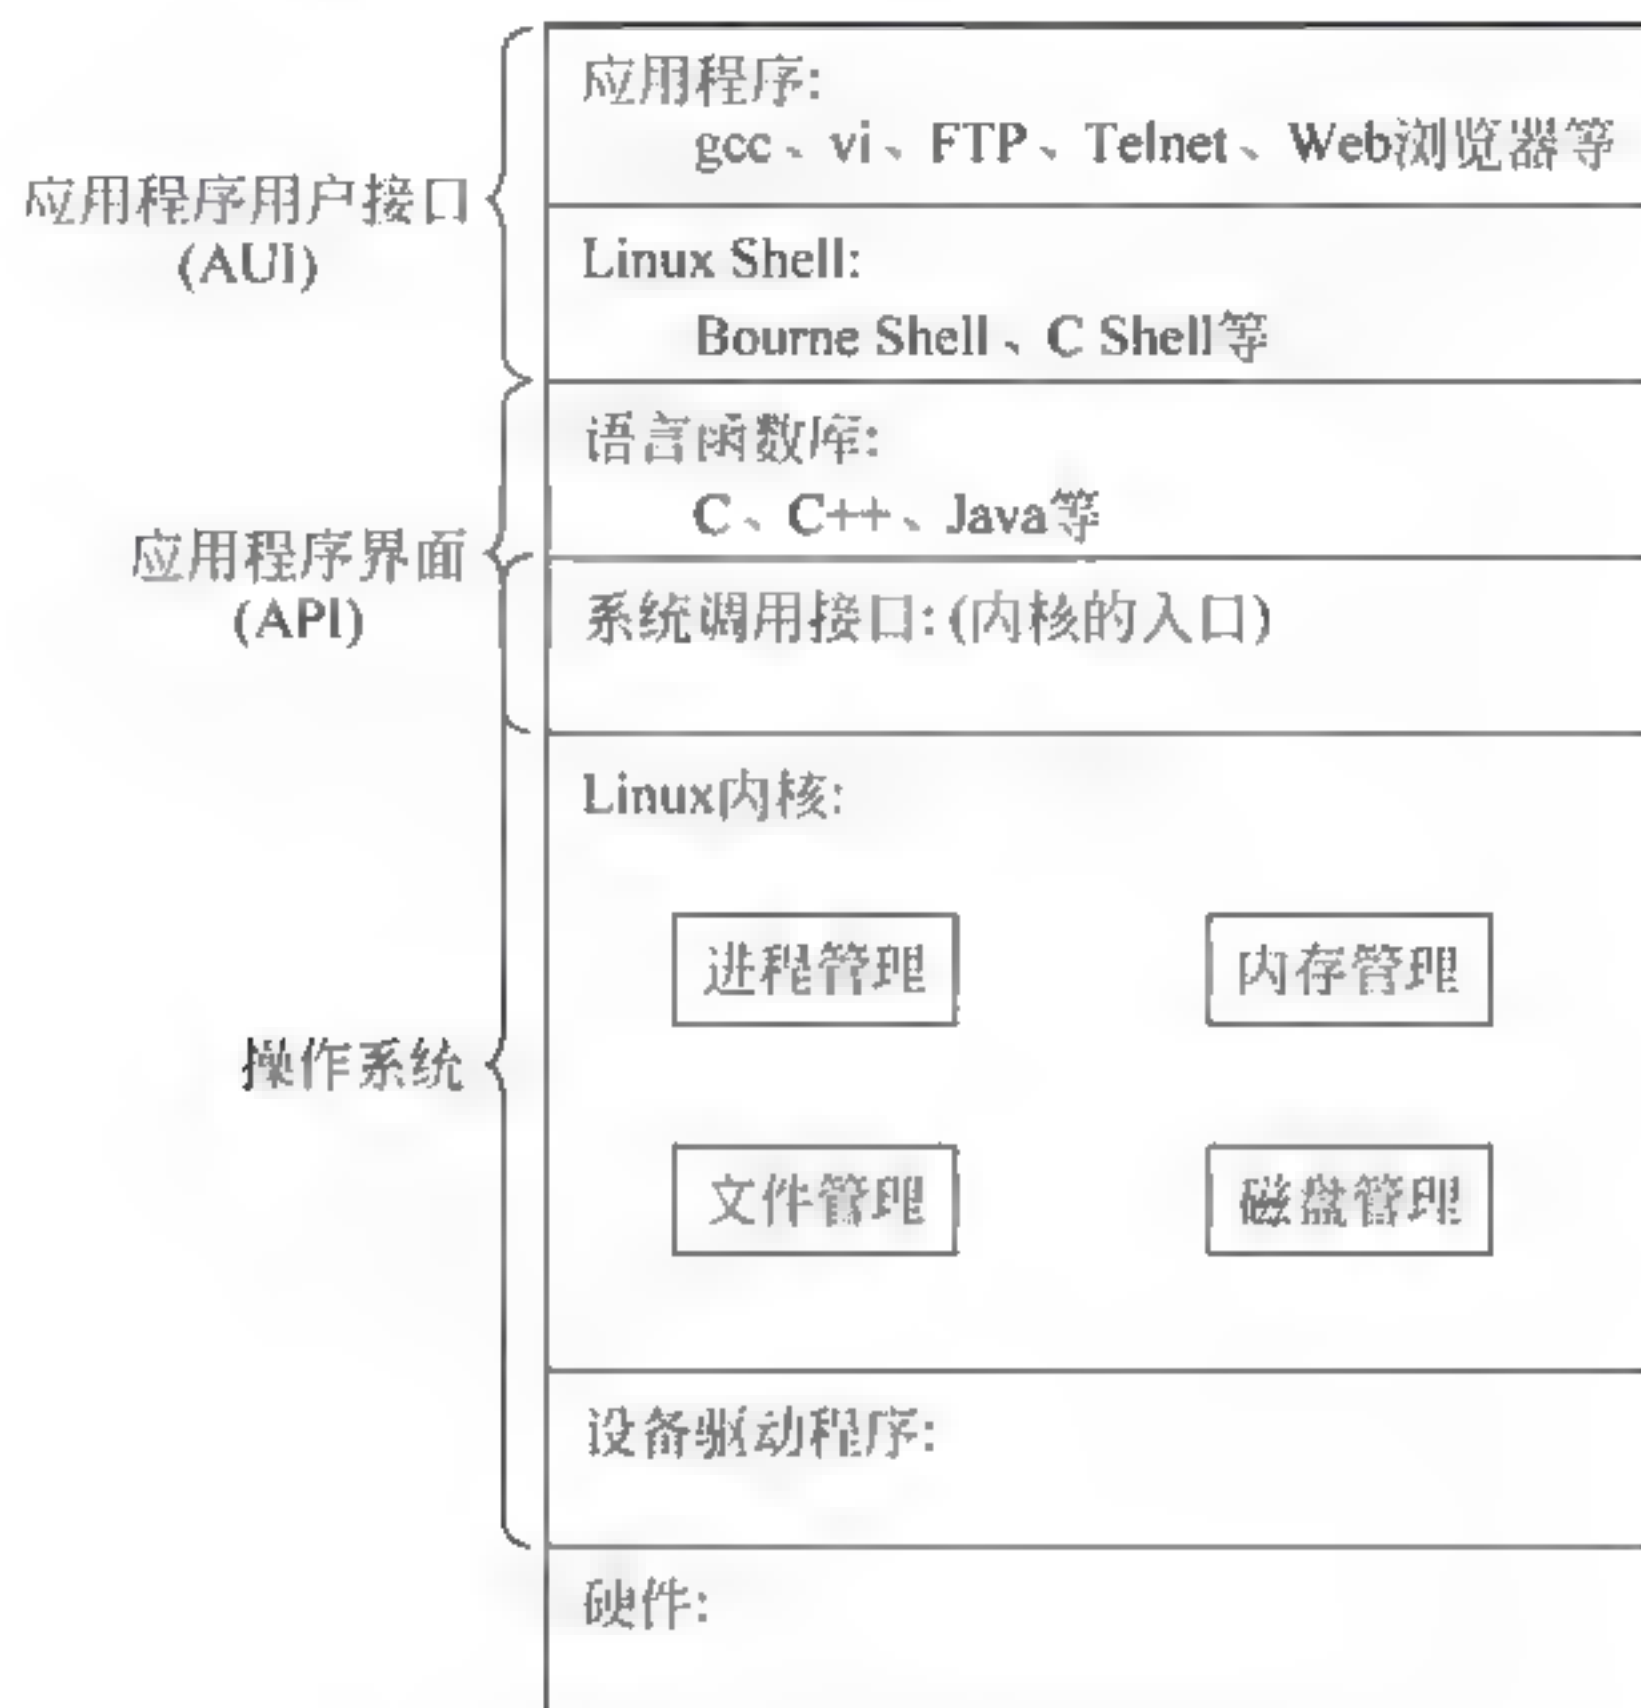 应用程序:
gcc、vi、FTP、Telnet、Web浏览器等
应用程序用户接口
(AUI)
Linux Shell:
Bourne Shell、C Shell等
语言函数库:
C、C++、Java等
应用程序界面
(API)
系统调用接口: (内核的入口)
Linux内核:
进程管理
内存管理
操作系统
文件管理
磁盘管理
设备驱动程序:
硬件: